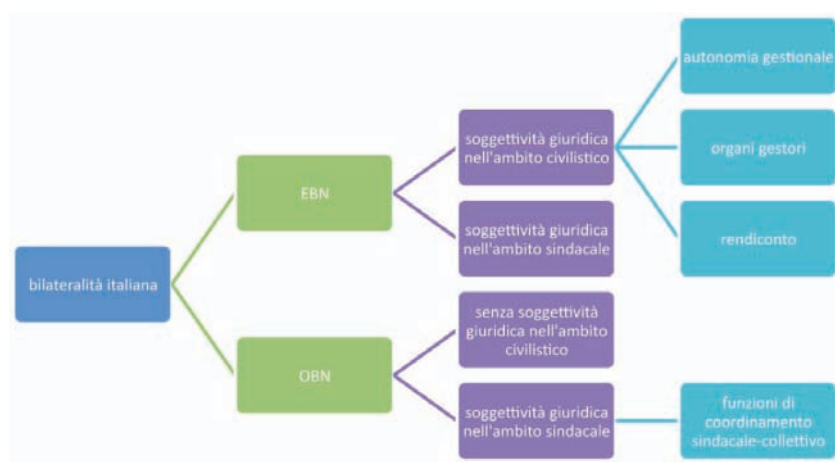 bilateralità italiana
EBN
OBN
soggettività giuridica
nell'ambito civilistico
soggettività giuridica
nell'ambito sindacale
senza soggettività
giuridica nell'ambito
civilistico
soggettività giuridica
nell'ambito sindacale
autonomia gestionale
organi gestori
rendiconto
funzioni di
coordinamento
sindacale-collettivo